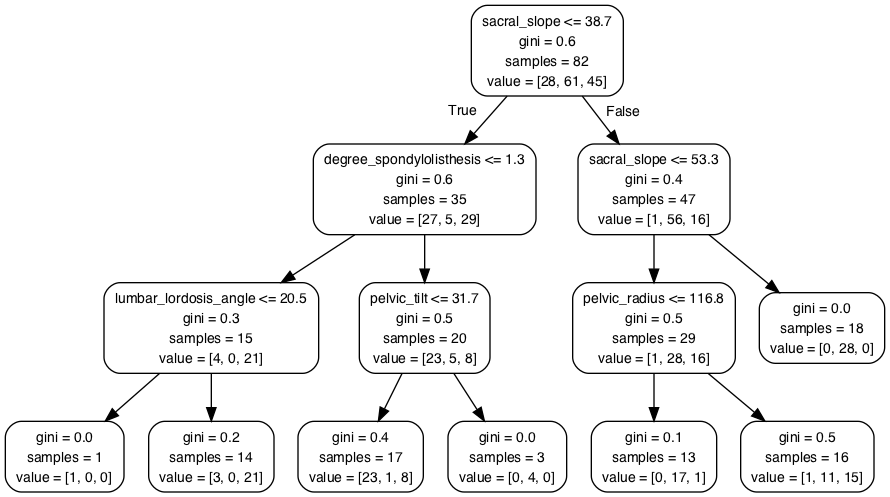 sacral_slope <= 38.7
gini = 0.6
samples = 82
value = [28, 61, 45]
True
False
degree_spondylolisthesis <= 1.3
gini = 0.6
samples = 35
value = [27, 5, 29]
sacral_slope <= 53.3
gini = 0.4
samples = 47
value = [1, 56, 16]
lumbar_lordosis_angle <= 20.5
gini = 0.3
samples = 15
value = [4, 0, 21]
pelvic_tilt <= 31.7
gini = 0.5
samples = 20
value = [23, 5, 8]
pelvic_radius <= 116.8
gini = 0.5
samples = 29
value = [1, 28, 16]
gini = 0.0
samples = 18
value = [0, 28, 0]
gini = 0.0
samples = 1
value = [1, 0, 0]
gini = 0.2
samples = 14
value = [3, 0, 21]
gini = 0.4
samples = 17
value = [23, 1, 8]
gini = 0.0
samples = 3
value = [0, 4, 0]
gini = 0.1
samples = 13
value = [0, 17, 1]
gini = 0.5
samples = 16
value = [1, 11, 15]